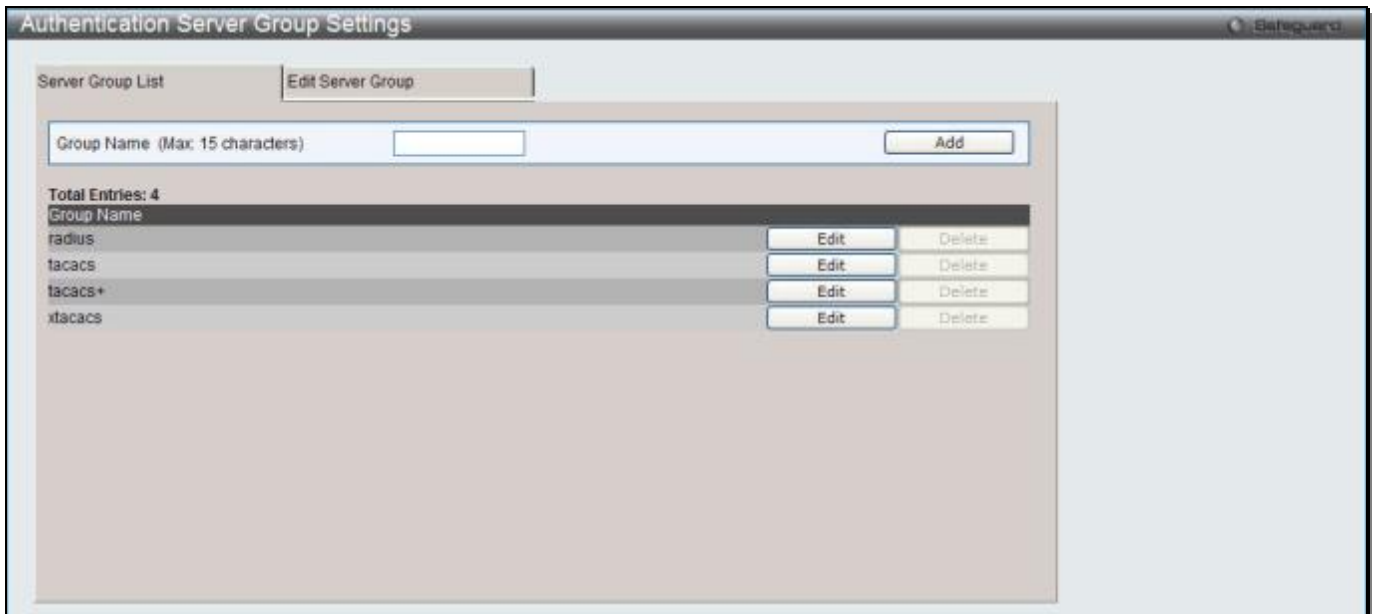 Authentication Server Group Settings
Safeguard
Server Group List
Edit Server Group
Group Name (Max: 15 characters)
Add
Total Entries: 4
Group Name
radius
Edit
Delete
tacacs
Edit
Delete
tacacs+
Edit
Delete
xtacacs
Edit
Delete